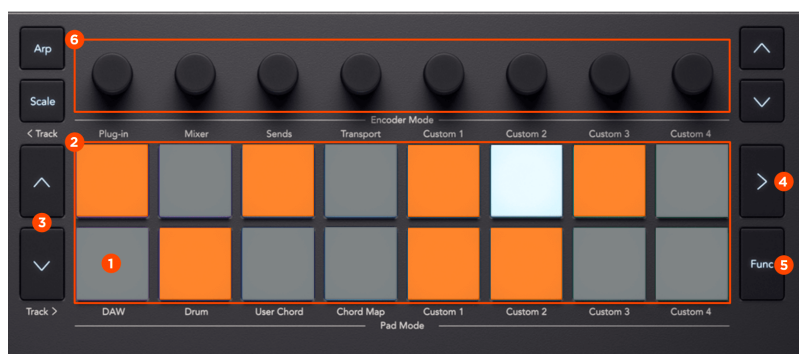 Arp
6
Scale
Encoder Mode
< Track
Plug-in
Mixer
Sends
Transport
Custom 1
Custom 2
Custom 3
Custom 4
2
4
3
1
Func
5
Track >
DAW
Drum
User Chord
Chord Map
Custom 1
Custom 2
Custom 3
Custom 4
Pad Mode